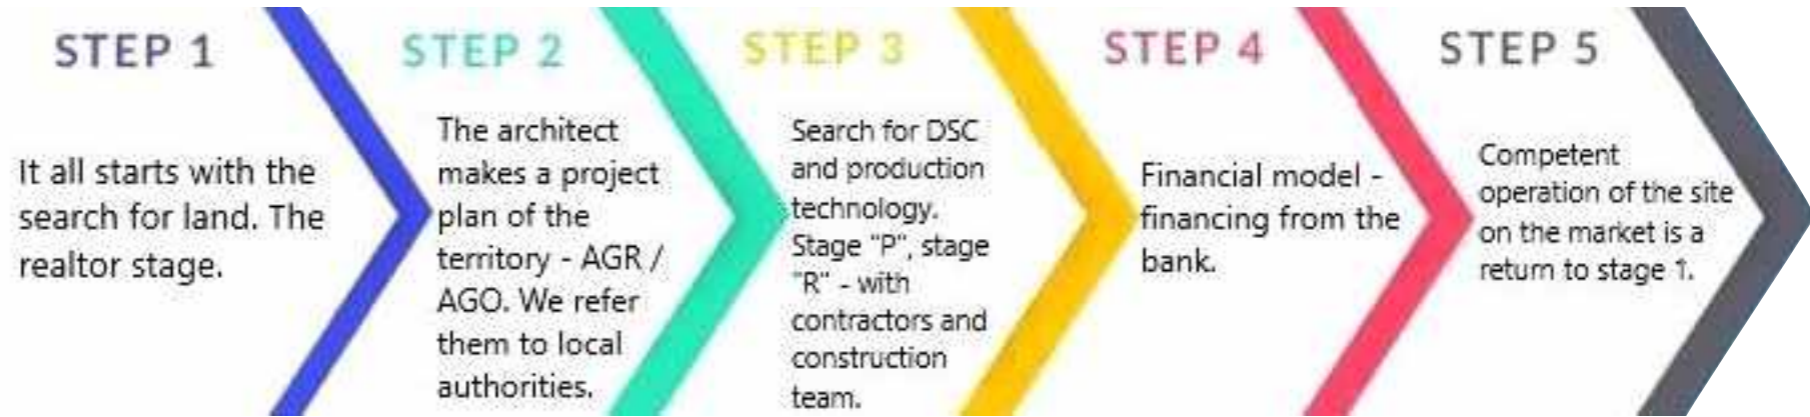 STEP 1
It all starts with the
search for land. The
realtor stage.
STEP 2
The architect
makes a project
plan of the
territory - AGR /
AGO. We refer
them to local
authorities.
STEP 3
Search for DSC
and production
technology.
Stage "P", stage
"R" - with
contractors and
construction
team.
STEP 4
Financial model -
financing from the
bank.
STEP 5
Competent
operation of the site
on the market is a
return to stage 1.